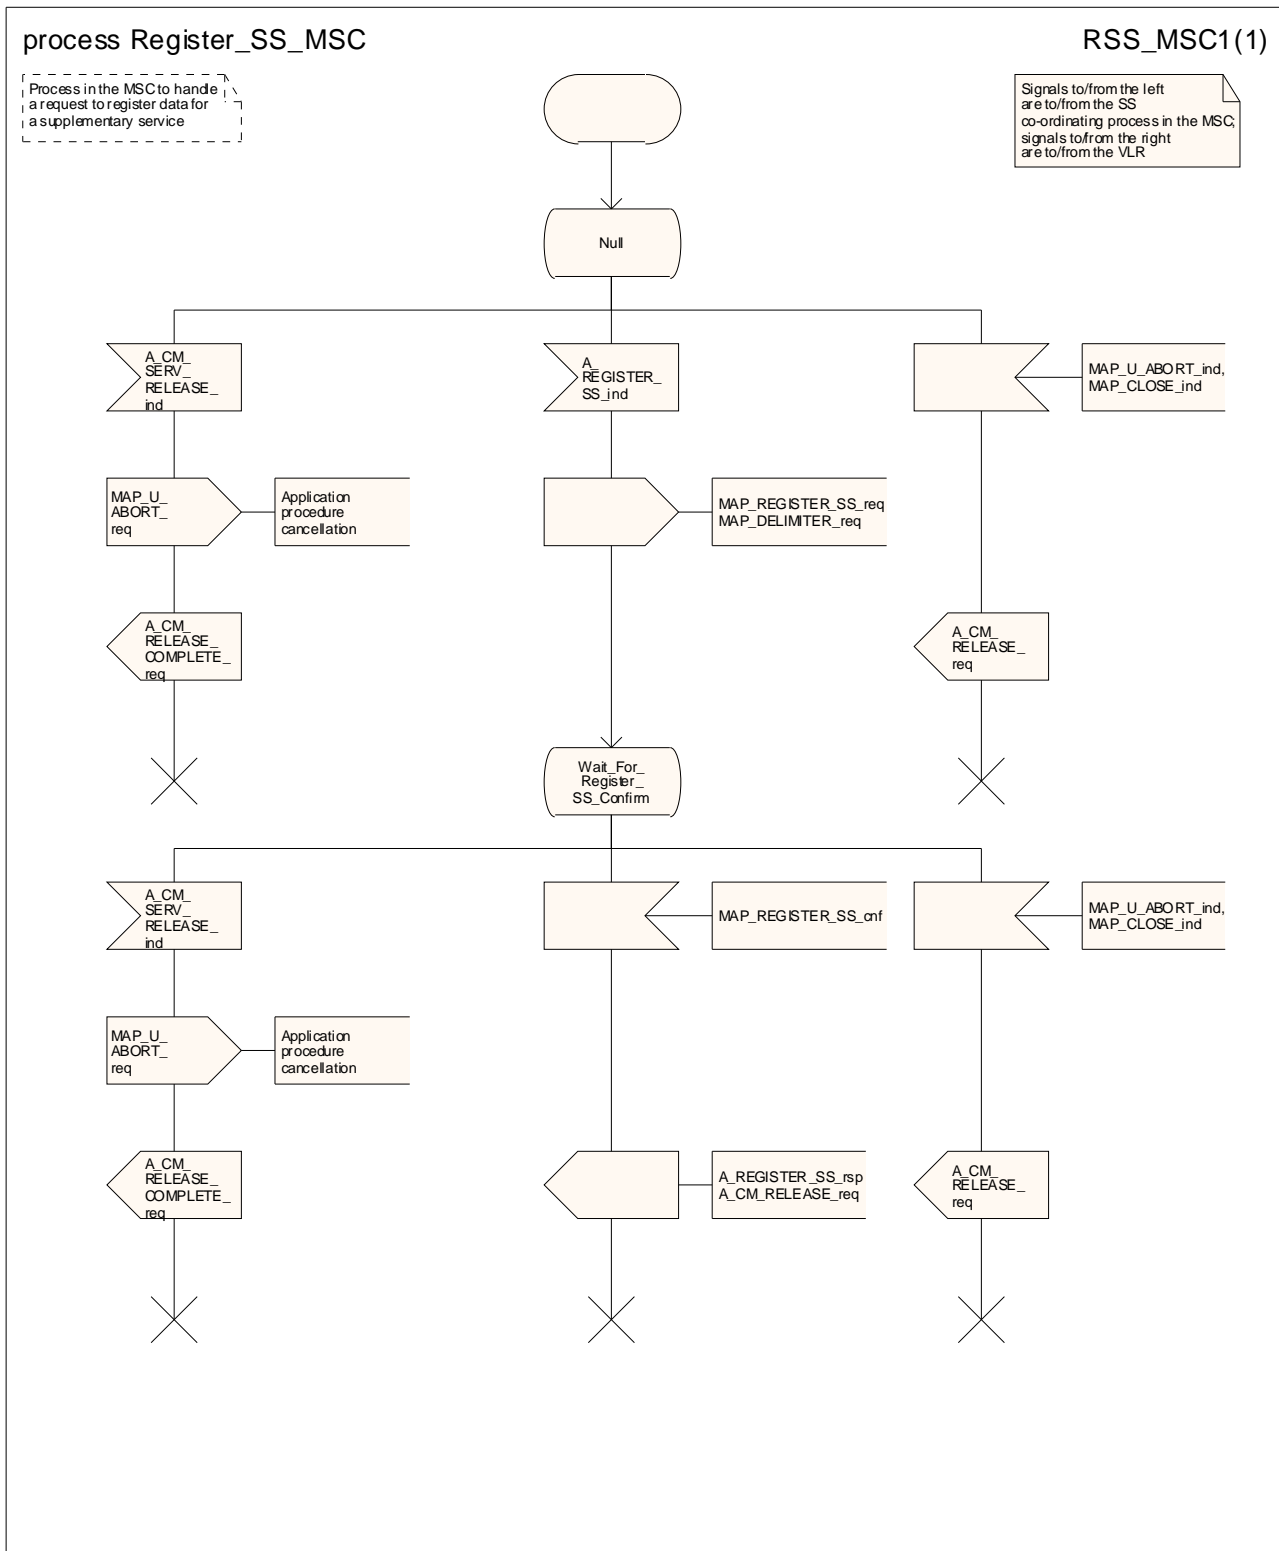 process Register_SS_MSC
RSS_MSC1(1)
Process in the MSC to handle
a request to register data for
a supplementary service
Signals to/from the left
are to/from the SS
co-ordinating process in the MSC;
signals to/from the right
are to/from the VLR
Null
A_CM_
SERV_
RELEASE_
ind
A_
REGISTER_
SS_ind
MAP_U_ABORT_ind,
MAP_CLOSE_ind
MAP_U_
ABORT_
req
Application
procedure
cancellation
MAP_REGISTER_SS_req
MAP_DELIMITER_req
A_CM_
RELEASE_
COMPLETE_
req
A_CM_
RELEASE_
req
Wait_For_
Register_
SS_Confirm
A_CM_
SERV_
RELEASE_
ind
MAP_REGISTER_SS_cnf
MAP_U_ABORT_ind,
MAP_CLOSE_ind
MAP_U_
ABORT_
req
Application
procedure
cancellation
A_CM_
RELEASE_
COMPLETE_
req
A_REGISTER_SS_rsp
A_CM_RELEASE_req
A_CM_
RELEASE_
req